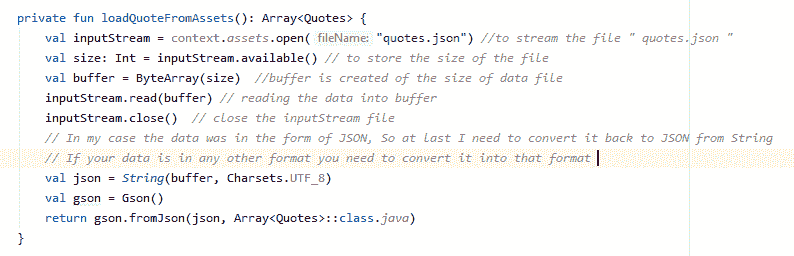 private fun loadQuoteFromAssets(): Array<Quotes> {
    val inputStream = context.assets.open( fileName: "quotes.json") //to stream the file " quotes.json "
    val size: Int = inputStream.available() // to store the size of the file
    val buffer = ByteArray(size)  //buffer is created of the size of data file
    inputStream.read(buffer) // reading the data into buffer
    inputStream.close()  // close the inputStream file
    // In my case the data was in the form of JSON, So at last I need to convert it back to JSON from String
    // If your data is in any other format you need to convert it into that format
    val json = String(buffer, Charsets.UTF_8)
    val gson = Gson()
    return gson.fromJson(json, Array<Quotes>::class.java)
}